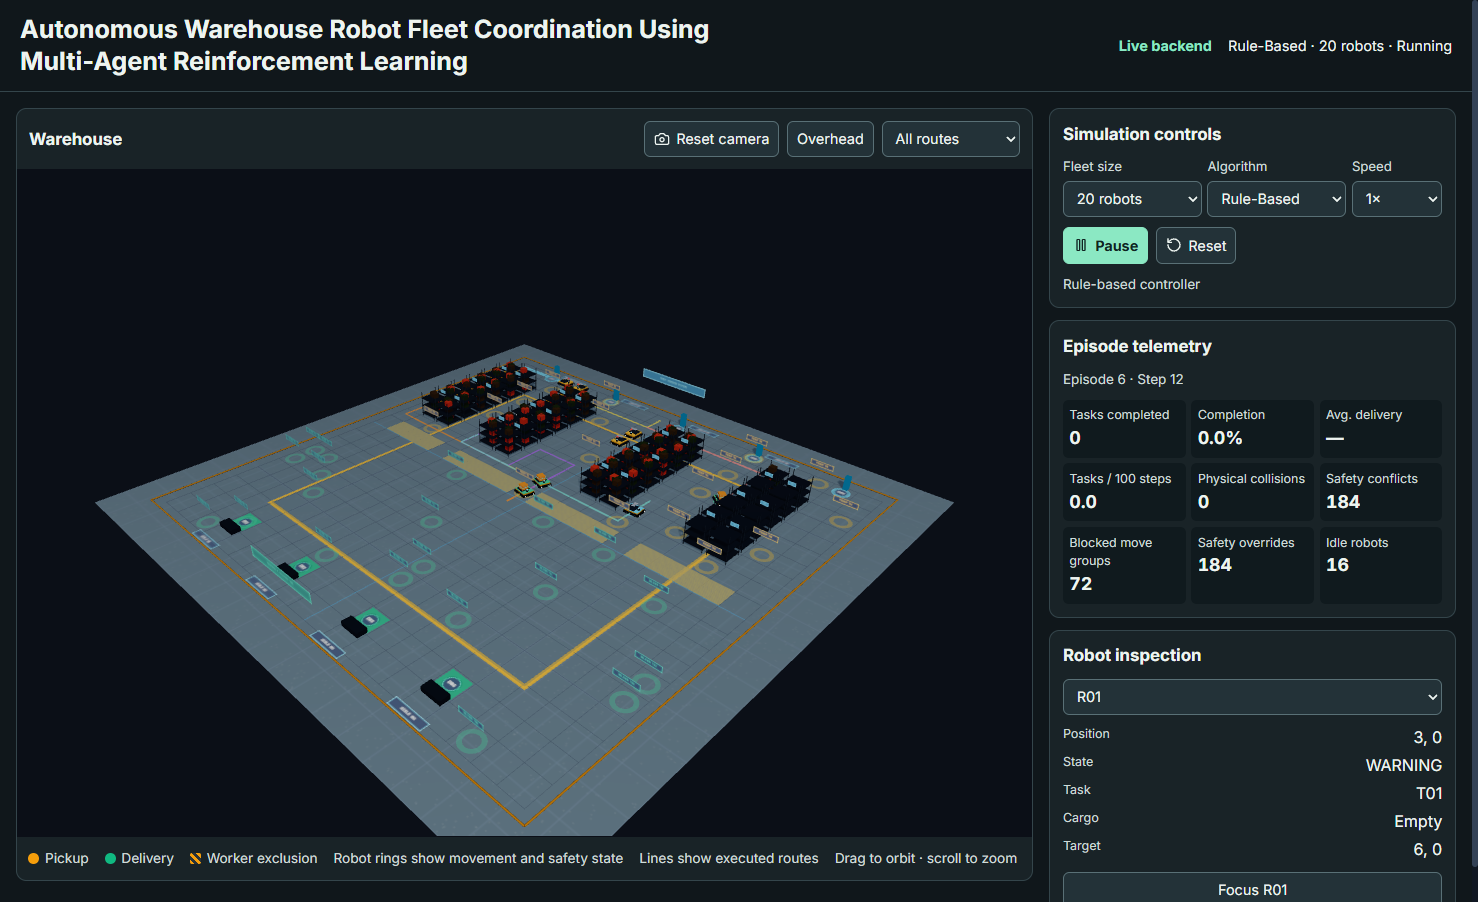 Autonomous Warehouse Robot Fleet Coordination Using
Multi-Agent Reinforcement Learning
Live backend Rule-Based · 20 robots · Running
Warehouse
Reset camera
Overhead
All routes
Pickup
Delivery
Worker exclusion
Robot rings show movement and safety state
Lines show executed routes
Drag to orbit · scroll to zoom
Simulation controls
Fleet size Algorithm Speed
20 robots Rule-Based 1×
Pause Reset
Rule-based controller
Episode telemetry
Episode 6 · Step 12
Tasks completed Completion Avg. delivery
0 0.0% —
Tasks / 100 steps Physical collisions Safety conflicts
0.0 0 184
Blocked move groups
72
Safety overrides
184
Idle robots
16
Robot inspection
R01
Position 3, 0
State WARNING
Task T01
Cargo Empty
Target 6, 0
Focus R01